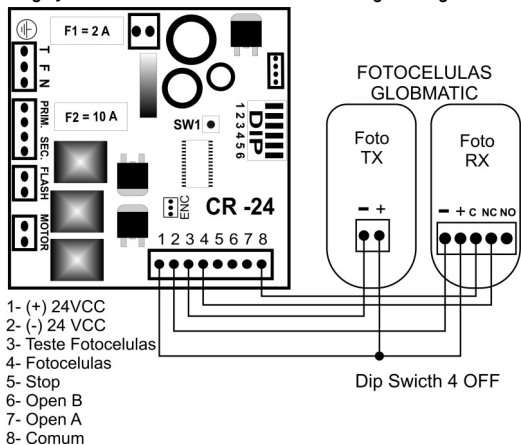 F1 = 2 A
T F N
PRIM. SEC.
FLASH
MOTOR
F2 = 10 A
SW1
1 2 3 4 5 6
DIP
ENC
CR -24
1 2 3 4 5 6 7 8
FOTOCELULAS
GLOBMATIC
Foto
TX
- +
Foto
RX
- + C NC NO
1- (+) 24VCC
2- (-) 24 VCC
3- Teste Fotocelulas
4- Fotocelulas
5- Stop
6- Open B
7- Open A
8- Comum
Dip Swicth 4 OFF